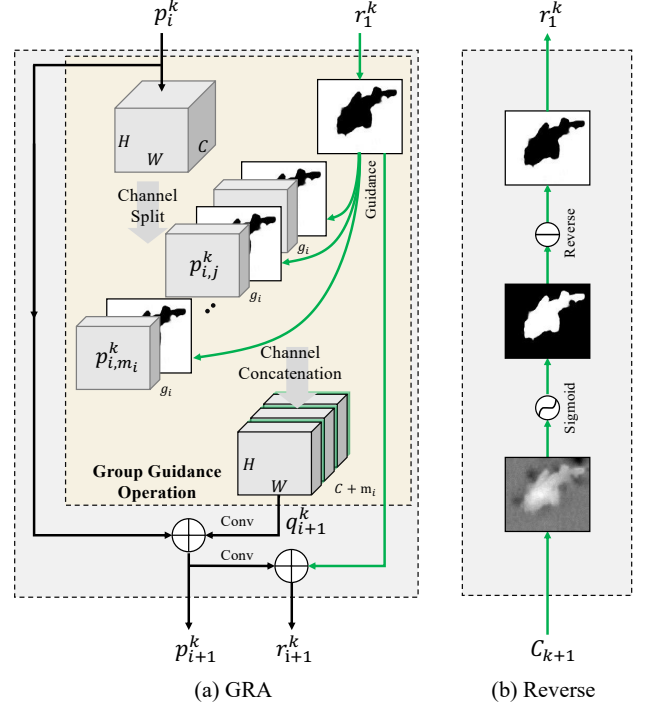 p_i^k
r_1^k
H
W
C
Channel
Split
Guidance
g_i
p_{i,j}^k
g_i
p_{i,m_i}^k
g_i
Channel
Concatenation
H
W
C + m_i
Group Guidance
Operation
q_{i+1}^k
Conv
Conv
p_{i+1}^k
r_{i+1}^k
(a) GRA
r_1^k
Reverse
Sigmoid
C_{k+1}
(b) Reverse